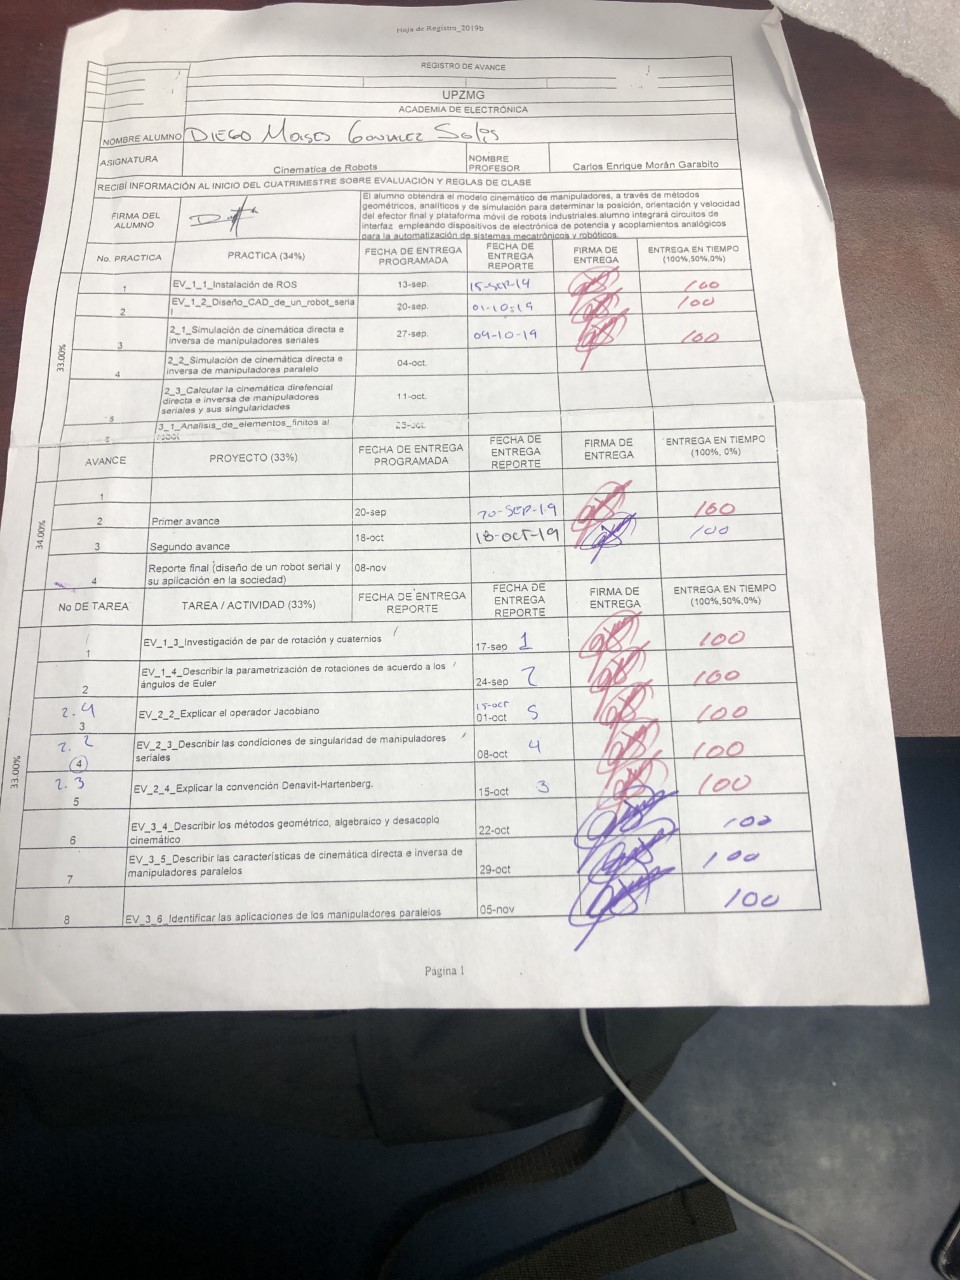 Hoja de Registro_2019b
REGISTRO DE AVANCE
UPZMG
ACADEMIA DE ELECTRÓNICA
NOMBRE ALUMNO DIEGO MOISES GONZALEZ Solis
ASIGNATURA Cinematica de Robots NOMBRE PROFESOR Carlos Enrique Morán Garabito
RECIBÍ INFORMACIÓN AL INICIO DEL CUATRIMESTRE SOBRE EVALUACIÓN Y REGLAS DE CLASE
FIRMA DEL ALUMNO
El alumno obtendrá el modelo cinemático de manipuladores, a través de métodos
geométricos, analíticos y de simulación para determinar la posición, orientación y velocidad
del efector final y plataforma móvil de robots industriales.alumno integrará circuitos de
interfaz empleando dispositivos de electrónica de potencia y acoplamientos analógicos
para la automatización de sistemas mecatrónicos y robóticos.
No. PRACTICA PRACTICA (34%) FECHA DE ENTREGA PROGRAMADA FECHA DE ENTREGA REPORTE FIRMA DE ENTREGA ENTREGA EN TIEMPO (100%,50%,0%)
33.00%
1 EV_1_1_Instalación de ROS 13-sep. 15-SEP-19 100
2 EV_1_2_Diseño_CAD_de_un_robot_serial 20-sep. 01-10-19 100
3 2_1_Simulación de cinemática directa e inversa de manipuladores seriales 27-sep. 04-10-19 100
4 2_2_Simulación de cinemática directa e inversa de manipuladores paralelo 04-oct.
5 2_3_Calcular la cinemática direfencial directa e inversa de manipuladores seriales y sus singularidades 11-oct.
6 3_1_Analisis_de_elementos_finitos al robot 25-oct.
AVANCE PROYECTO (33%) FECHA DE ENTREGA PROGRAMADA FECHA DE ENTREGA REPORTE FIRMA DE ENTREGA ENTREGA EN TIEMPO (100%, 0%)
34.00%
1
2 Primer avance 20-sep 20-SEP-19 100
3 Segundo avance 18-oct 18-OCT-19 100
4 Reporte final (diseño de un robot serial y su aplicación en la sociedad) 08-nov
No DE TAREA TAREA / ACTIVIDAD (33%) FECHA DE ENTREGA REPORTE FECHA DE ENTREGA REPORTE FIRMA DE ENTREGA ENTREGA EN TIEMPO (100%,50%,0%)
33.00%
1 EV_1_3_Investigación de par de rotación y cuaternios 17-sep 1 100
2 EV_1_4_Describir la parametrización de rotaciones de acuerdo a los ángulos de Euler 24-sep 2 100
2.4 3 EV_2_2_Explicar el operador Jacobiano 15-oct 01-oct 5 100
2.2 4 EV_2_3_Describir las condiciones de singularidad de manipuladores seriales 08-oct 4 100
2.3 5 EV_2_4_Explicar la convención Denavit-Hartenberg. 15-oct 3 100
6 EV_3_4_Describir los métodos geométrico, algebraico y desacoplo cinemático 22-oct 100
7 EV_3_5_Describir las características de cinemática directa e inversa de manipuladores paralelos 29-oct 100
8 EV_3_6_Identificar las aplicaciones de los manipuladores paralelos 05-nov 100
Página 1